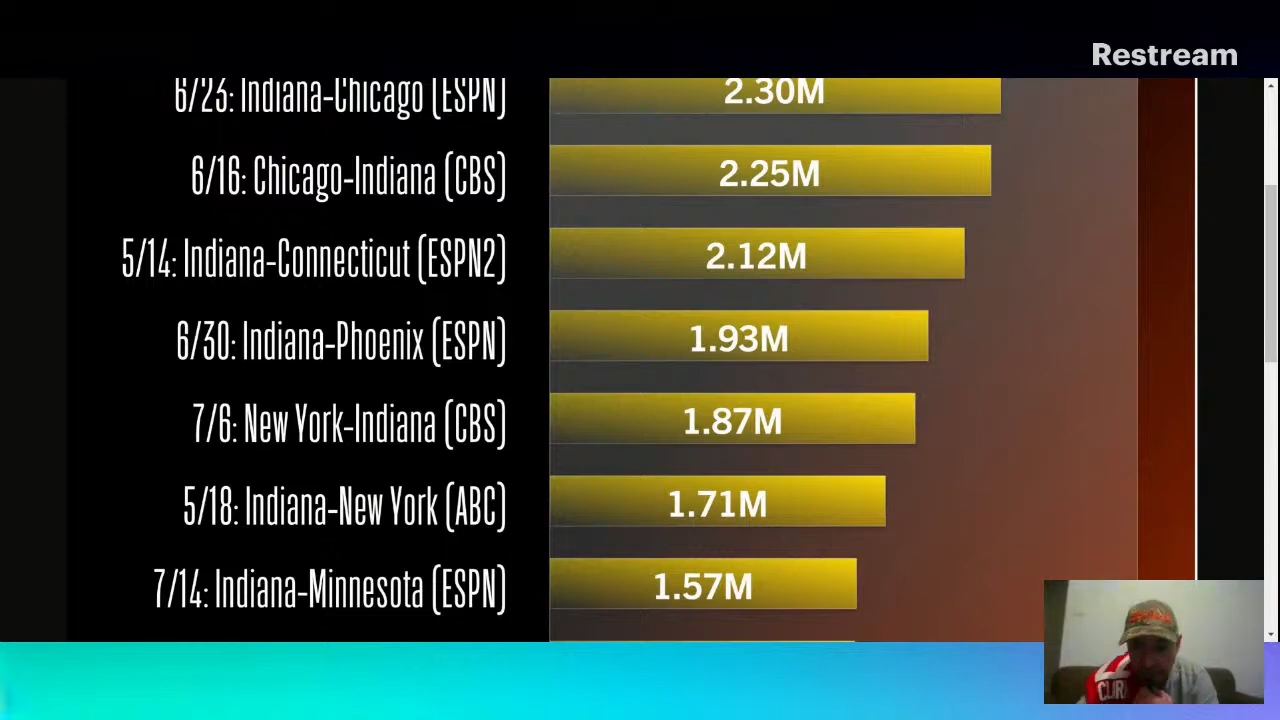 Restream
6/23: Indiana-Chicago (ESPN) 2.30M
6/16: Chicago-Indiana (CBS) 2.25M
5/14: Indiana-Connecticut (ESPN2) 2.12M
6/30: Indiana-Phoenix (ESPN) 1.93M
7/6: New York-Indiana (CBS) 1.87M
5/18: Indiana-New York (ABC) 1.71M
7/14: Indiana-Minnesota (ESPN) 1.57M